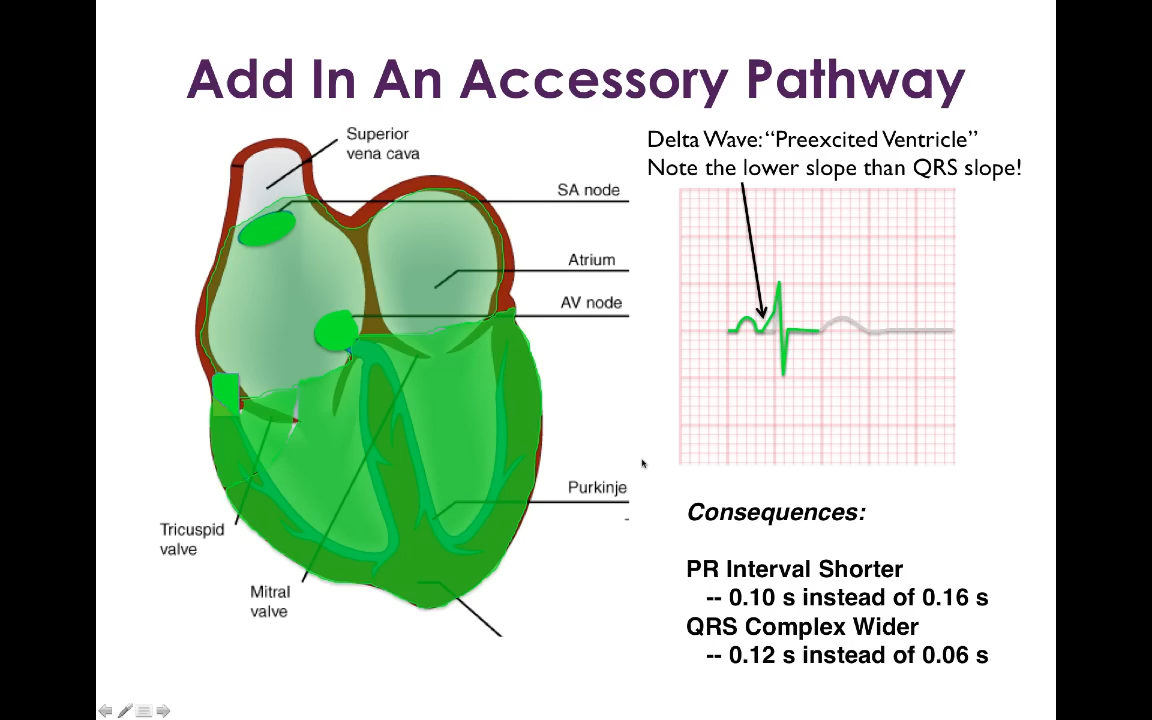 Add In An Accessory Pathway
Superior
vena cava
SA node
Atrium
AV node
Purkinje
Tricuspid
valve
Mitral
valve
Delta Wave: “Preexcited Ventricle”
Note the lower slope than QRS slope!
Consequences:
PR Interval Shorter
-- 0.10 s instead of 0.16 s
QRS Complex Wider
-- 0.12 s instead of 0.06 s